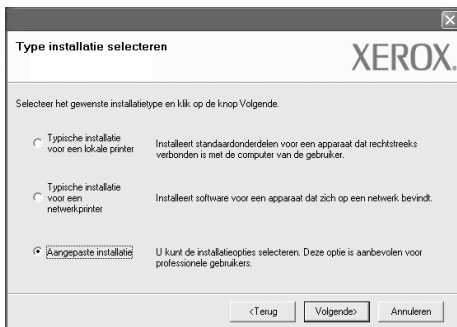 Type installatie selecteren
XEROX.
Selecteer het gewenste installatietype en klik op de knop Volgende.
Typische installatie
voor een lokale printer
Installeert standaardonderdelen voor een apparaat dat rechtstreeks
verbonden is met de computer van de gebruiker.
Typische installatie
voor een
netwerkprinter
Installeert software voor een apparaat dat zich op een netwerk bevindt.
Aangepaste installatie
U kunt de installatieopties selecteren. Deze optie is aanbevolen voor
professionele gebruikers.
<Terug
Volgende>
Annuleren